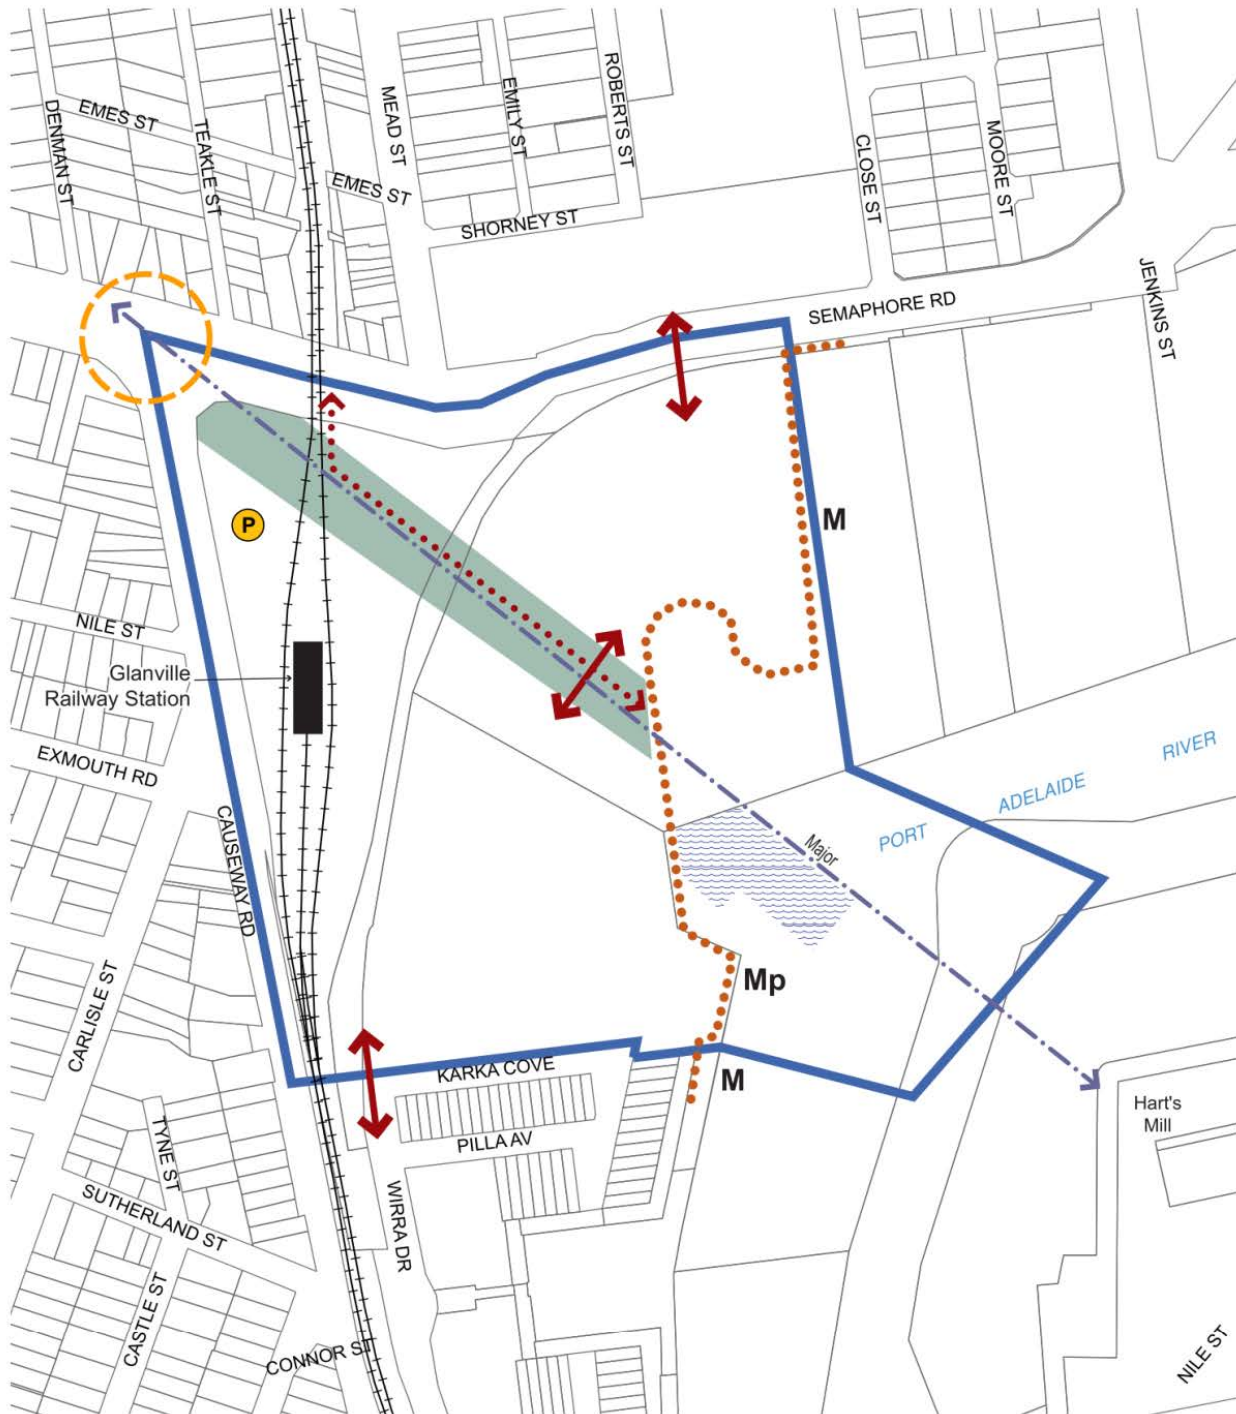 DENMAN ST
EMES ST
TEAKLE ST
MEAD ST
EMES ST
EMILY ST
ROBERTS ST
SHORNEY ST
CLOSE ST
MOORE ST
JENKINS ST
SEMAPHORE RD
P
M
NILE ST
Glanville
Railway Station
EXMOUTH RD
CAUSEWAY RD
Major
PORT
ADELAIDE
RIVER
CARLISLE ST
Mp
KARKA COVE
M
PILLA AV
Hart's
Mill
TYNE ST
SUTHERLAND ST
WIRRA DR
CASTLE ST
CONNOR ST
NILE ST